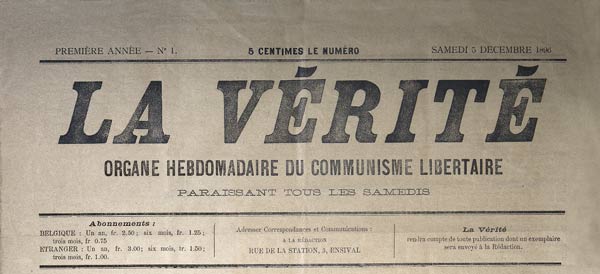 PREMIÈRE ANNÉE — N° 1.
5 CENTIMES LE NUMÉRO
SAMEDI 5 DÉCEMBRE 1896
LA VÉRITÉ
ORGANE HEBDOMADAIRE DU COMMUNISME LIBERTAIRE
PARAISSANT TOUS LES SAMEDIS
Abonnements :
BELGIQUE : Un an, fr. 2.50 ; six mois, fr. 1.25 ;
trois mois, fr. 0.75
ETRANGER : Un an, fr. 3.00 ; six mois, fr. 1.50 ;
trois mois, fr. 1.00.
Adresser Correspondances et Communications :
A LA RÉDACTION
RUE DE LA STATION, 3, ENSIVAL
La Vérité
rendra compte de toute publication dont un exemplaire
sera envoyé à la Rédaction.